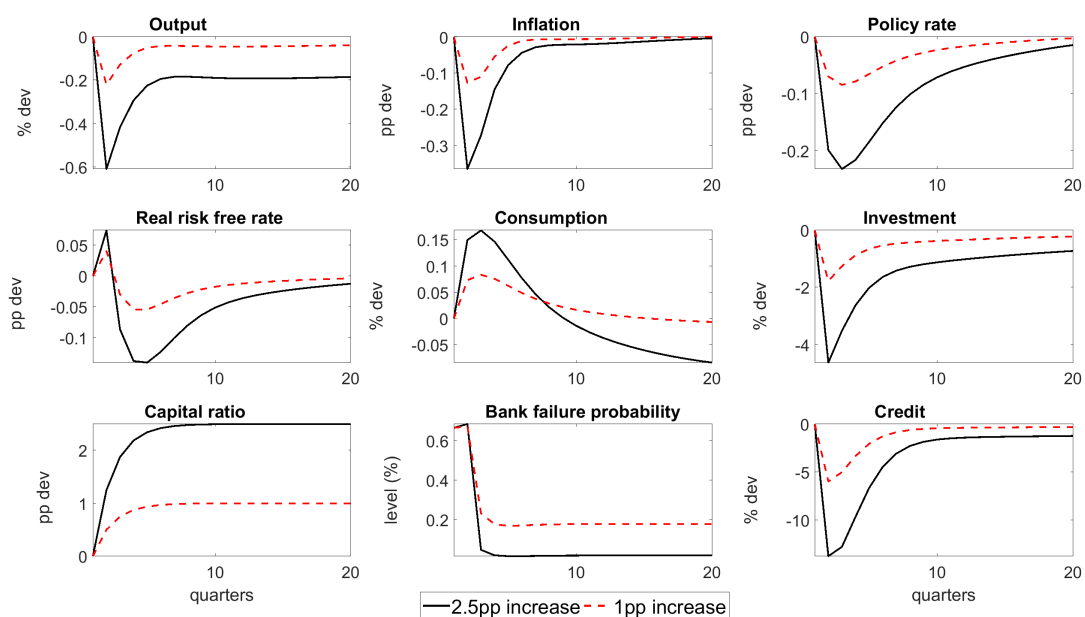 Output
Inflation
Policy rate
% dev
0
-0.2
-0.4
-0.6
10
20
pp dev
0
-0.1
-0.2
-0.3
10
20
pp dev
0
-0.1
-0.2
10
20
Real risk free rate
Consumption
Investment
pp dev
0.05
0
-0.05
-0.1
10
20
% dev
0.15
0.1
0.05
0
-0.05
10
20
% dev
0
-2
-4
10
20
Capital ratio
Bank failure probability
Credit
pp dev
2
1
0
10
20
quarters
level (%)
0.6
0.4
0.2
10
20
% dev
0
-5
-10
10
20
quarters
2.5pp increase
1pp increase